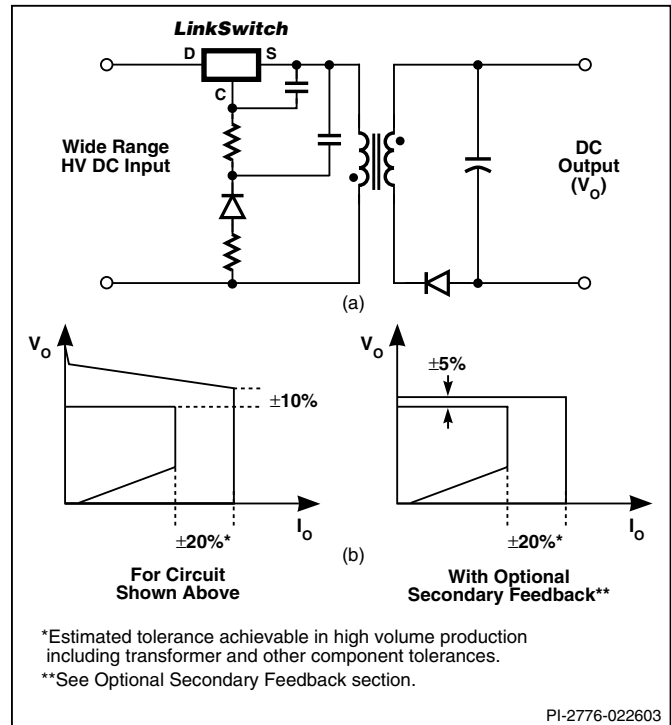 LinkSwitch
D
S
C
Wide Range
HV DC Input
DC
Output
(VO)
(a)
VO
±10%
IO
±20%*
For Circuit
Shown Above
(b)
VO
±5%
IO
±20%*
With Optional
Secondary Feedback**
*Estimated tolerance achievable in high volume production
including transformer and other component tolerances.
**See Optional Secondary Feedback section.
PI-2776-022603